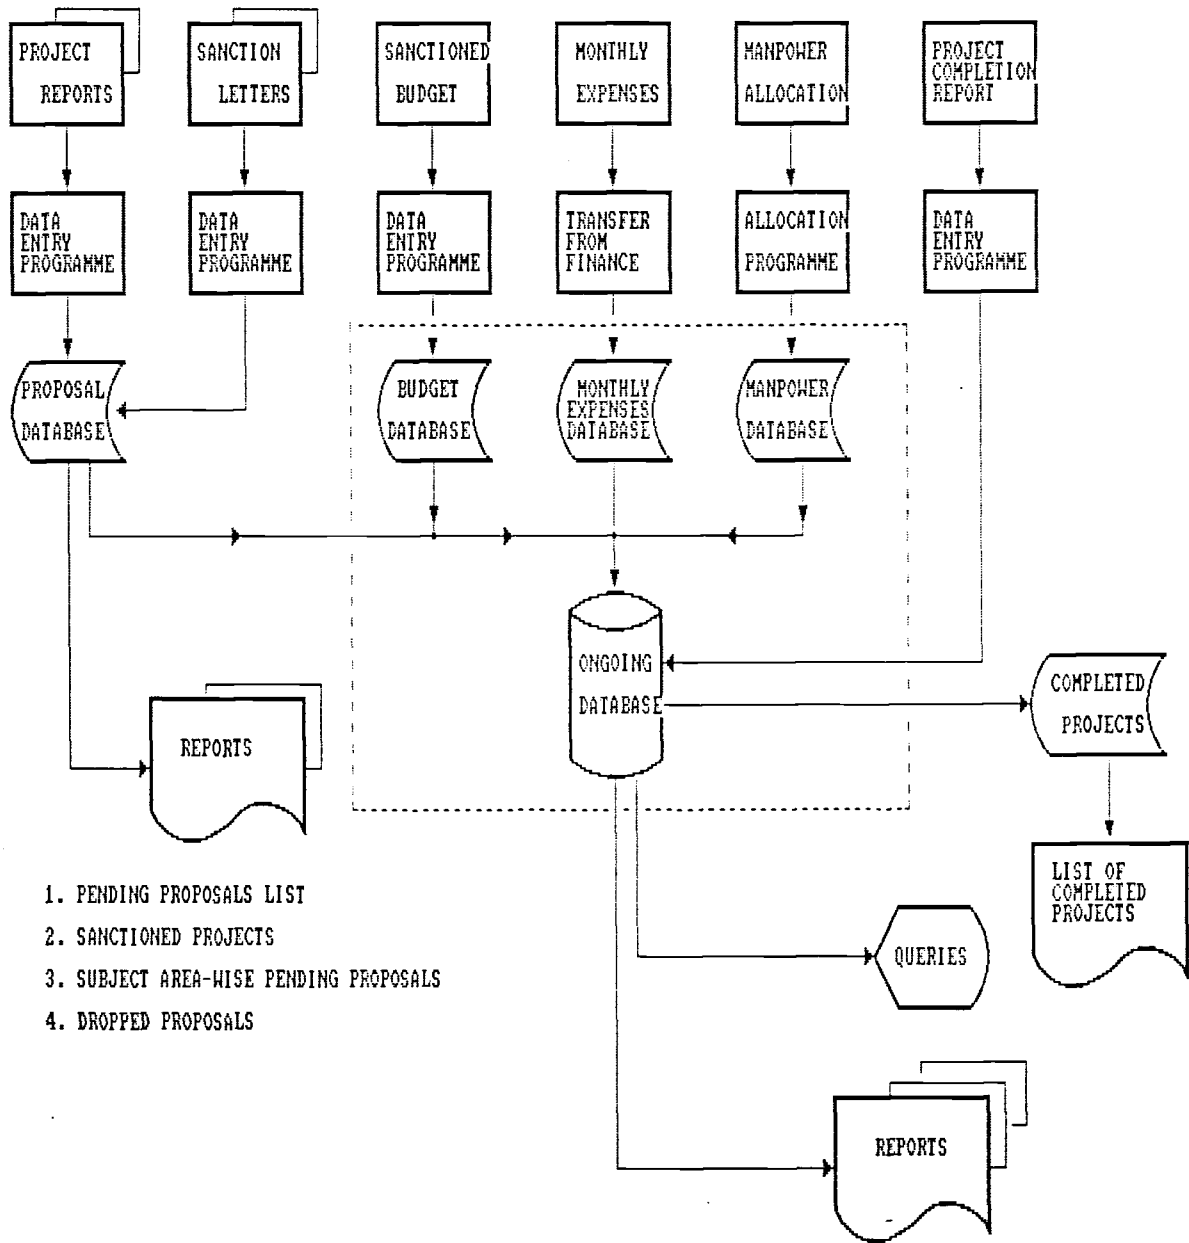 PROJECT
REPORTS
SANCTION
LETTERS
SANCTIONED
BUDGET
MONTHLY
EXPENSES
MANPOWER
ALLOCATION
PROJECT
COMPLETION
REPORT
DATA
ENTRY
PROGRAMME
DATA
ENTRY
PROGRAMME
DATA
ENTRY
PROGRAMME
TRANSFER
FROM
FINANCE
ALLOCATION
PROGRAMME
DATA
ENTRY
PROGRAMME
PROPOSAL
DATABASE
BUDGET
DATABASE
MONTHLY
EXPENSES
DATABASE
MANPOWER
DATABASE
ONGOING
DATABASE
COMPLETED
PROJECTS
REPORTS
LIST OF
COMPLETED
PROJECTS
1. PENDING PROPOSALS LIST
2. SANCTIONED PROJECTS
3. SUBJECT AREA-WISE PENDING PROPOSALS
4. DROPPED PROPOSALS
QUERIES
REPORTS